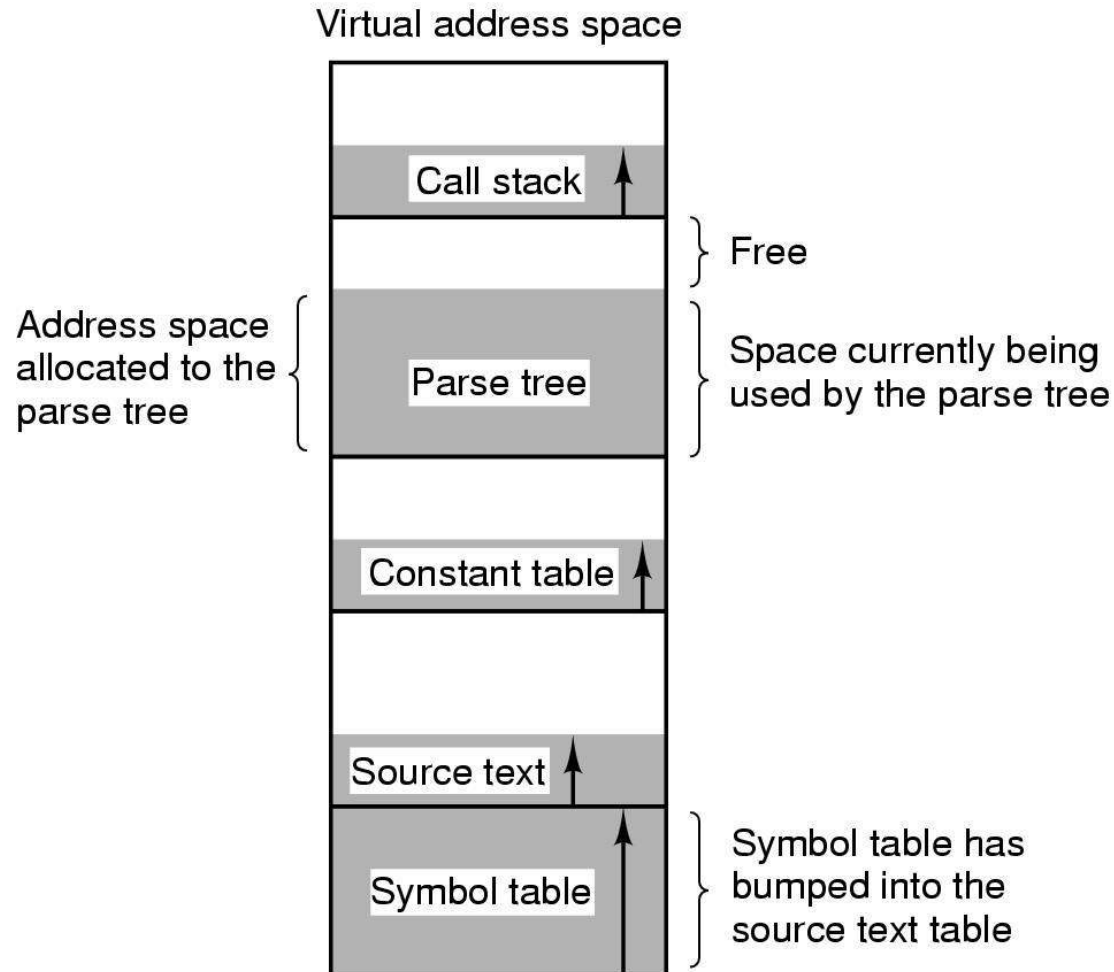 Virtual address space
Call stack
Free
Address space
allocated to the
parse tree
Parse tree
Space currently being
used by the parse tree
Constant table
Source text
Symbol table
Symbol table has
bumped into the
source text table